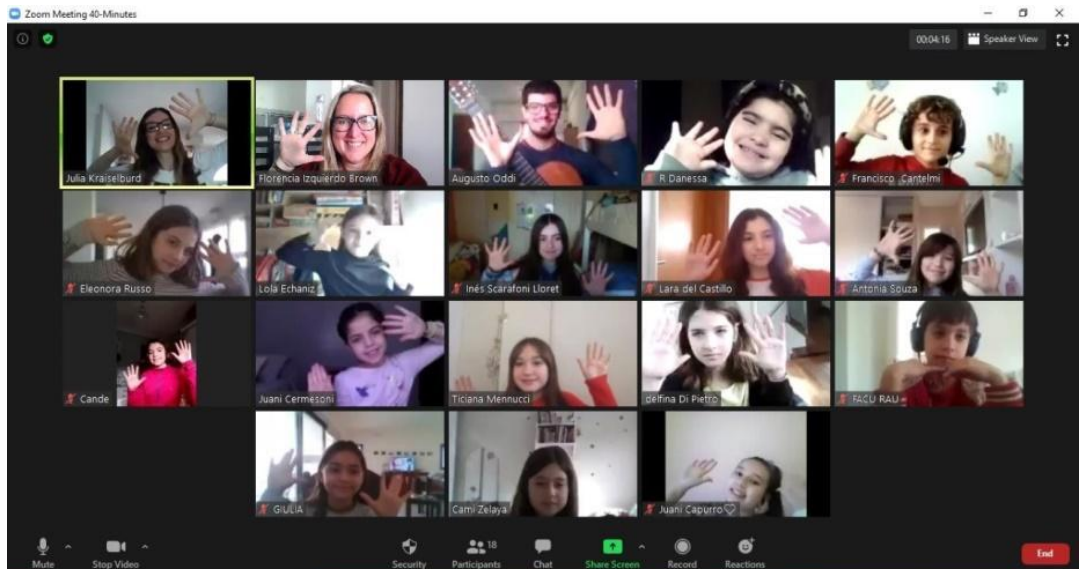 Zoom Meeting 40-Minutes
00:04:16 Speaker View
Julia Kraiselburd
Florencia Izquierdo Brown
Augusto Oddi
R Danessa
Francisco Cantelmi
Eleonora Russo
Lola Echaniz
Inés Scarafoni Lloret
Lara del Castillo
Antonia Souza
Cande
Juani Cermesoni
Ticiana Mennucci
delfina Di Pietro
FACU RAU
GIULIA
Cami Zelaya
Juani Capurro♡
Mute
Stop Video
Security
Participants 18
Chat
Share Screen
Record
Reactions
End